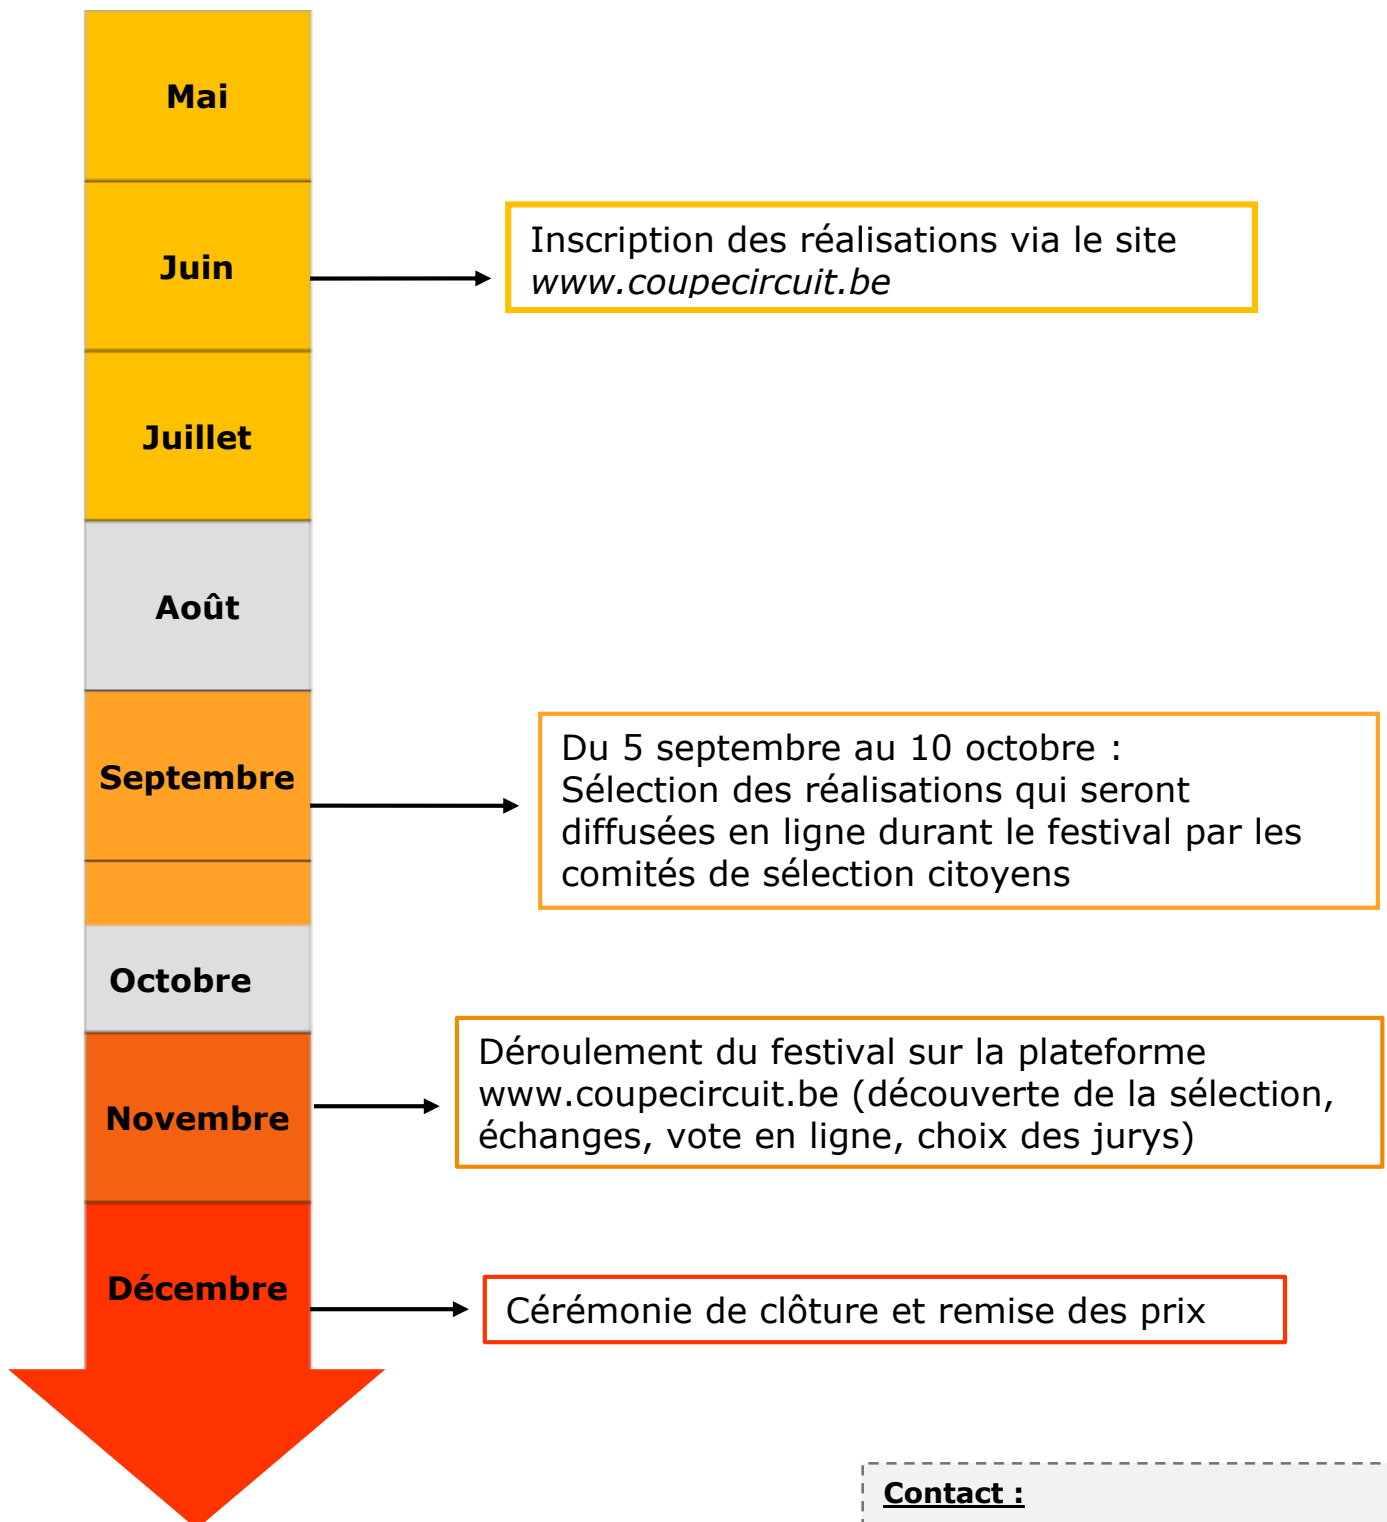 Mai
Juin
Inscription des réalisations via le site
www.coupecircuit.be
Juillet
Août
Septembre
Du 5 septembre au 10 octobre :
Sélection des réalisations qui seront
diffusées en ligne durant le festival par les
comités de sélection citoyens
Octobre
Novembre
Déroulement du festival sur la plateforme
www.coupecircuit.be (découverte de la sélection,
échanges, vote en ligne, choix des jurys)
Décembre
Cérémonie de clôture et remise des prix
Contact :